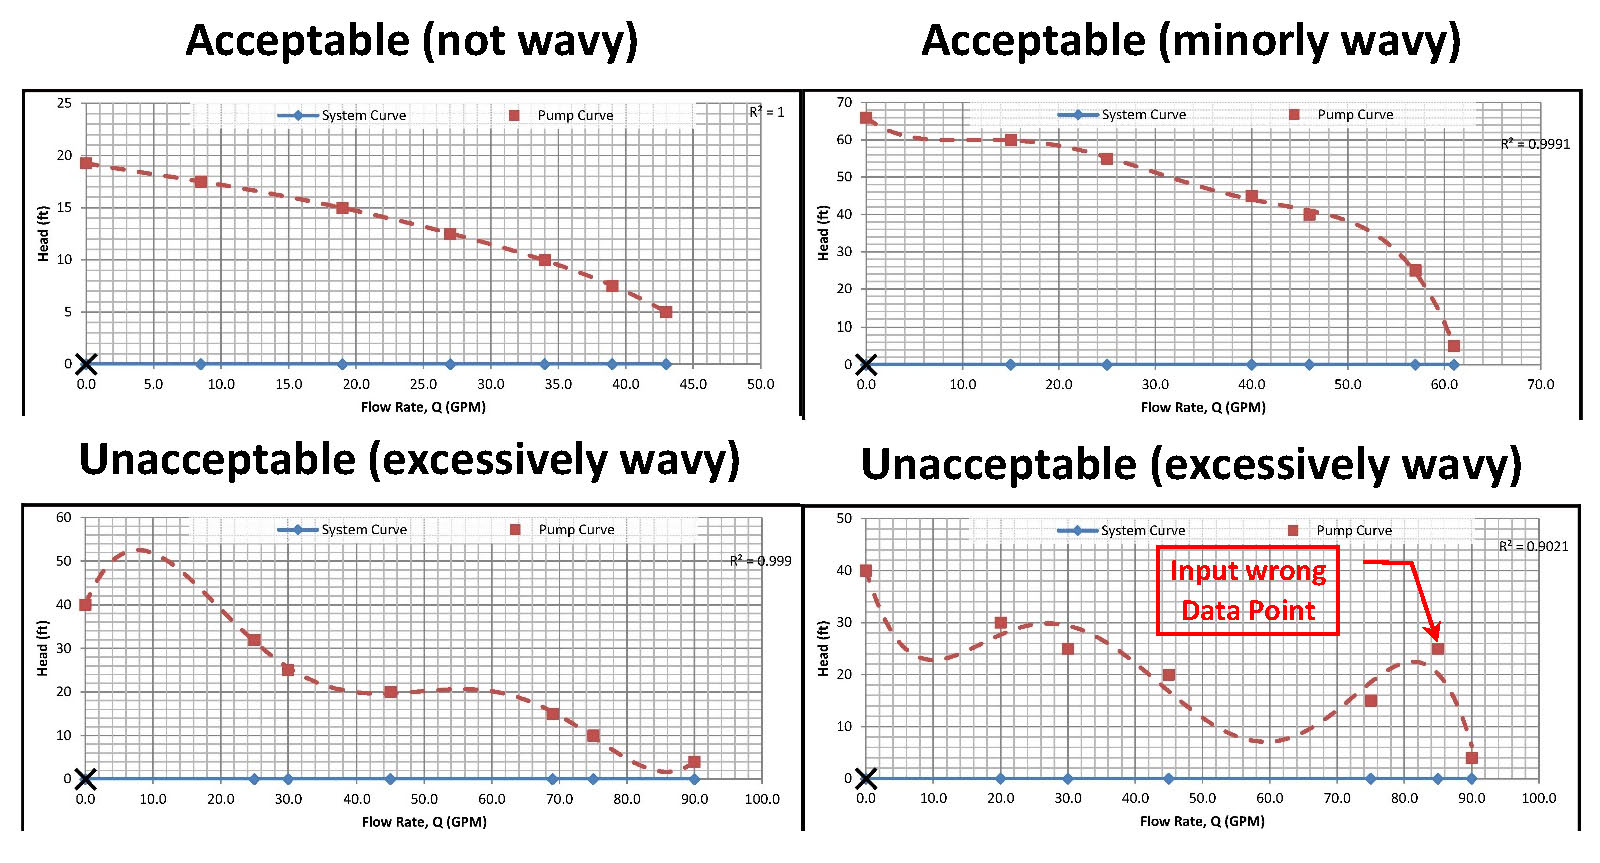 Acceptable (not wavy)
Acceptable (minorly wavy)
System Curve
Pump Curve
R² = 1
25
20
15
10
5
0
Head (ft)
0.0 5.0 10.0 15.0 20.0 25.0 30.0 35.0 40.0 45.0 50.0
Flow Rate, Q (GPM)
System Curve
Pump Curve
R² = 0.9991
70
60
50
40
30
20
10
0
Head (ft)
0.0 10.0 20.0 30.0 40.0 50.0 60.0 70.0
Flow Rate, Q (GPM)
Unacceptable (excessively wavy)
Unacceptable (excessively wavy)
System Curve
Pump Curve
R² = 0.999
60
50
40
30
20
10
0
Head (ft)
0.0 10.0 20.0 30.0 40.0 50.0 60.0 70.0 80.0 90.0 100.0
Flow Rate, Q (GPM)
System Curve
Pump Curve
R² = 0.9021
Input wrong
Data Point
50
40
30
20
10
0
Head (ft)
0.0 10.0 20.0 30.0 40.0 50.0 60.0 70.0 80.0 90.0 100.0
Flow Rate, Q (GPM)